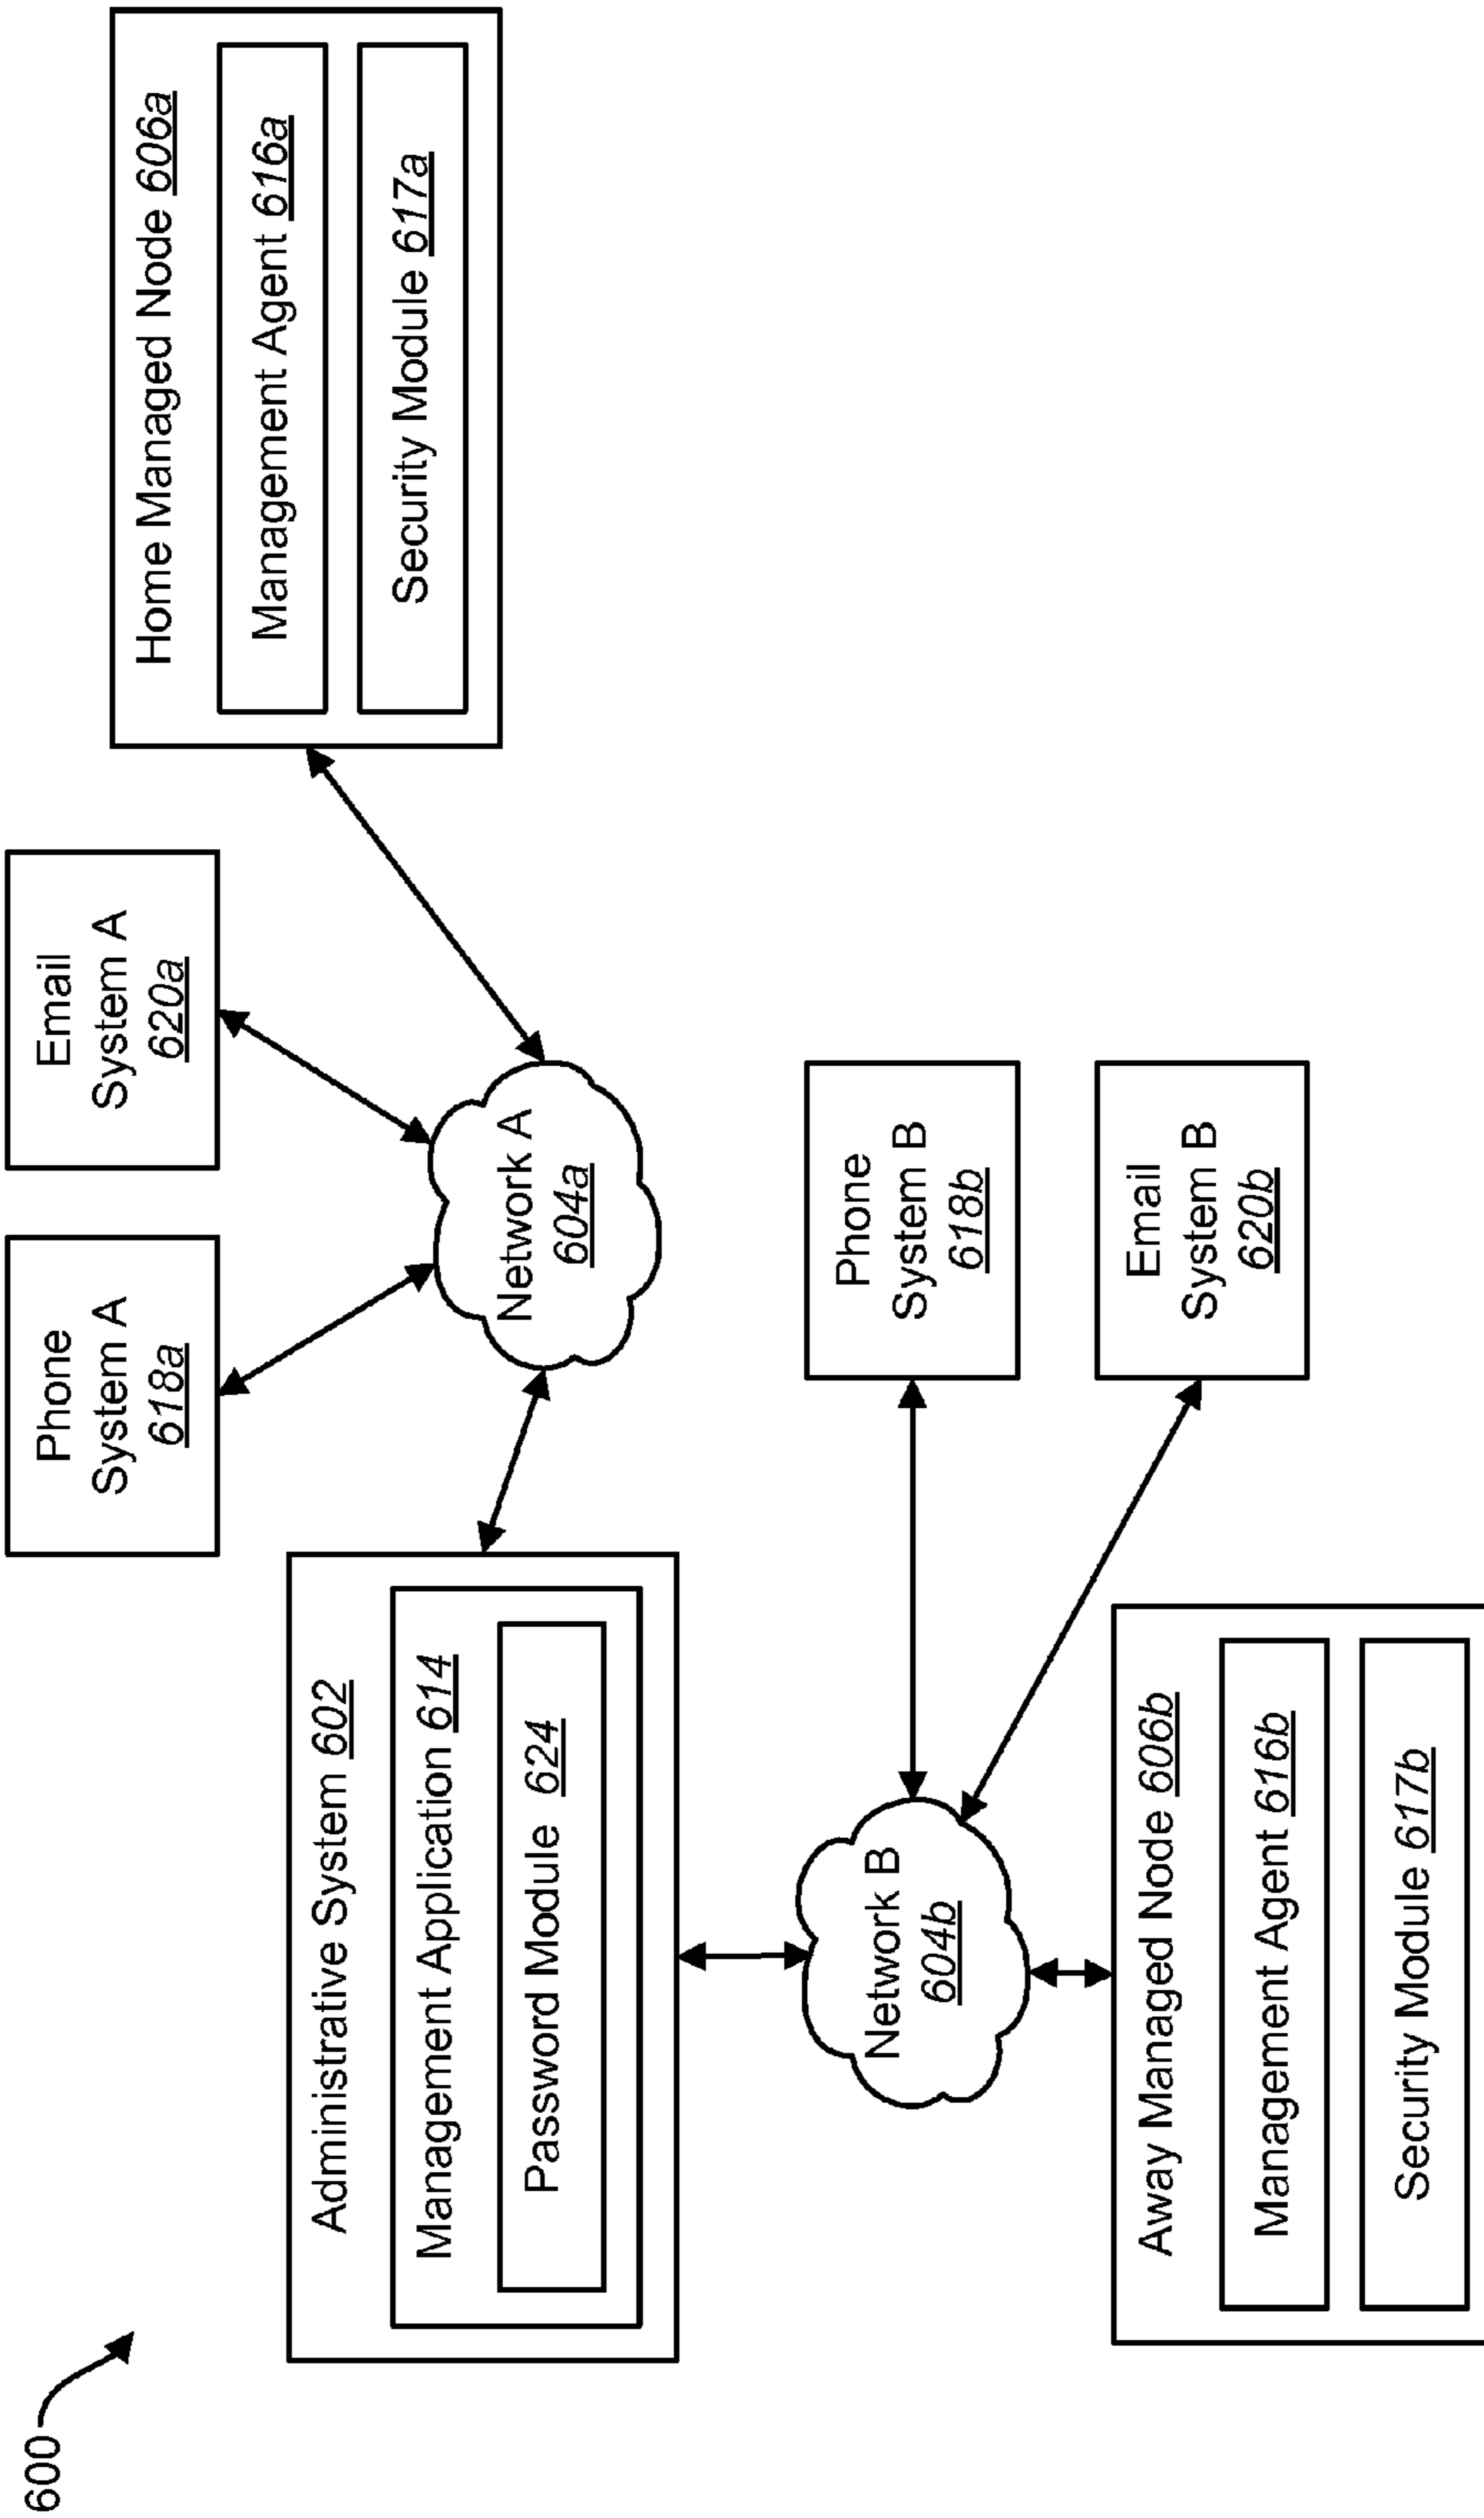 600
Phone
System A
618a
Email
System A
620a
Home Managed Node 606a
Management Agent 616a
Security Module 617a
Administrative System 602
Management Application 614
Password Module 624
Network A
604a
Network B
604b
Phone
System B
618b
Email
System B
620b
Away Managed Node 606b
Management Agent 616b
Security Module 617b